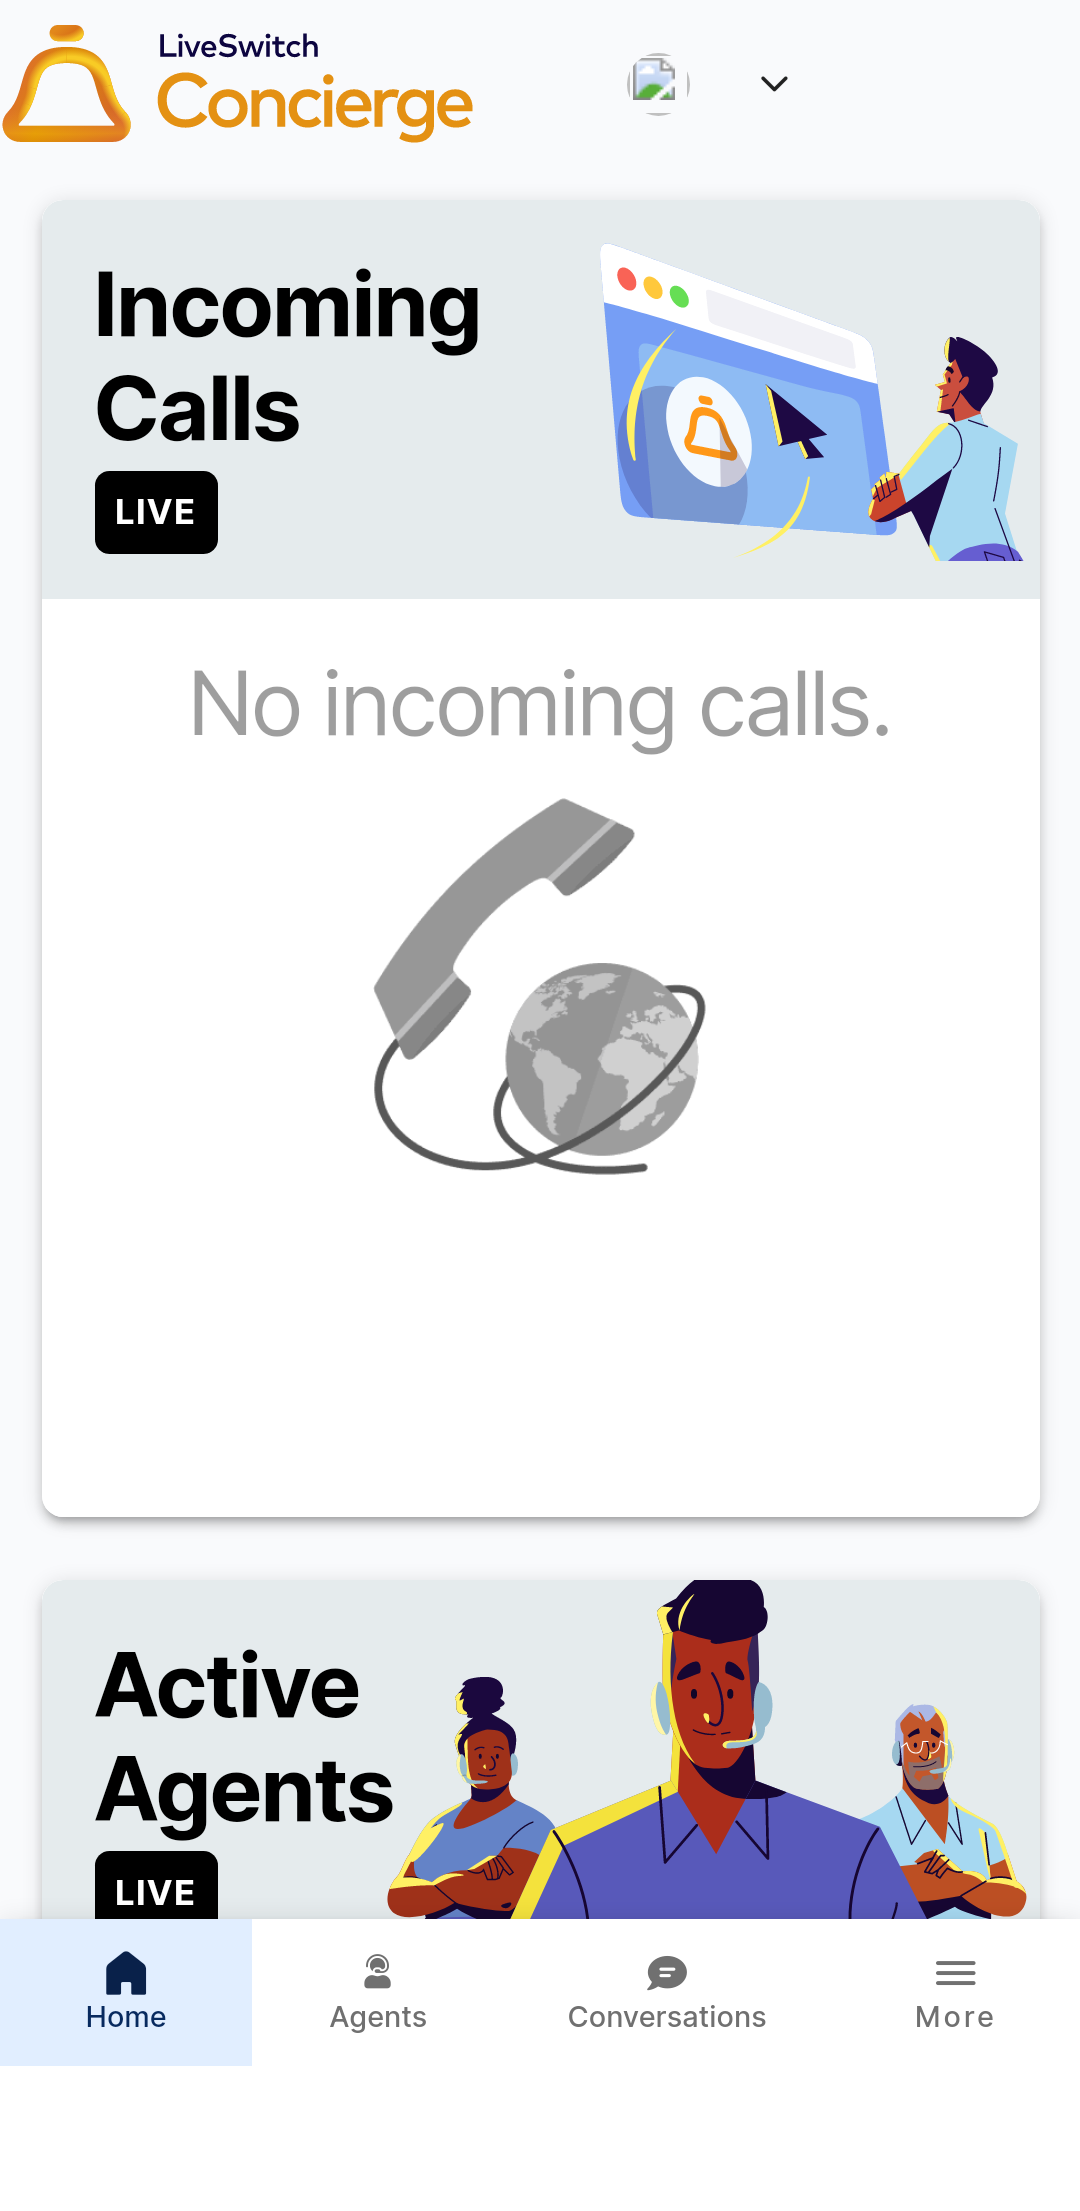 LiveSwitch
Concierge
Incoming
Calls
LIVE
No incoming calls.
Active
Agents
LIVE
Home
Agents
Conversations
More